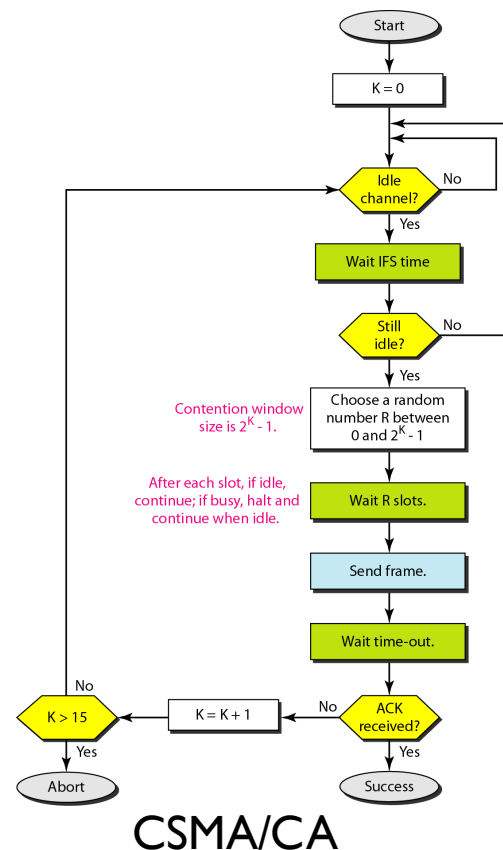 Start
K = 0
Idle
channel?
No
Yes
Wait IFS time
Still
idle?
No
Yes
Contention window
size is 2^K - 1.
Choose a random
number R between
0 and 2^K - 1
After each slot, if idle,
continue; if busy, halt and
continue when idle.
Wait R slots.
Send frame.
Wait time-out.
ACK
received?
No
Yes
K = K + 1
K > 15
No
Yes
Abort
Success
CSMA/CA